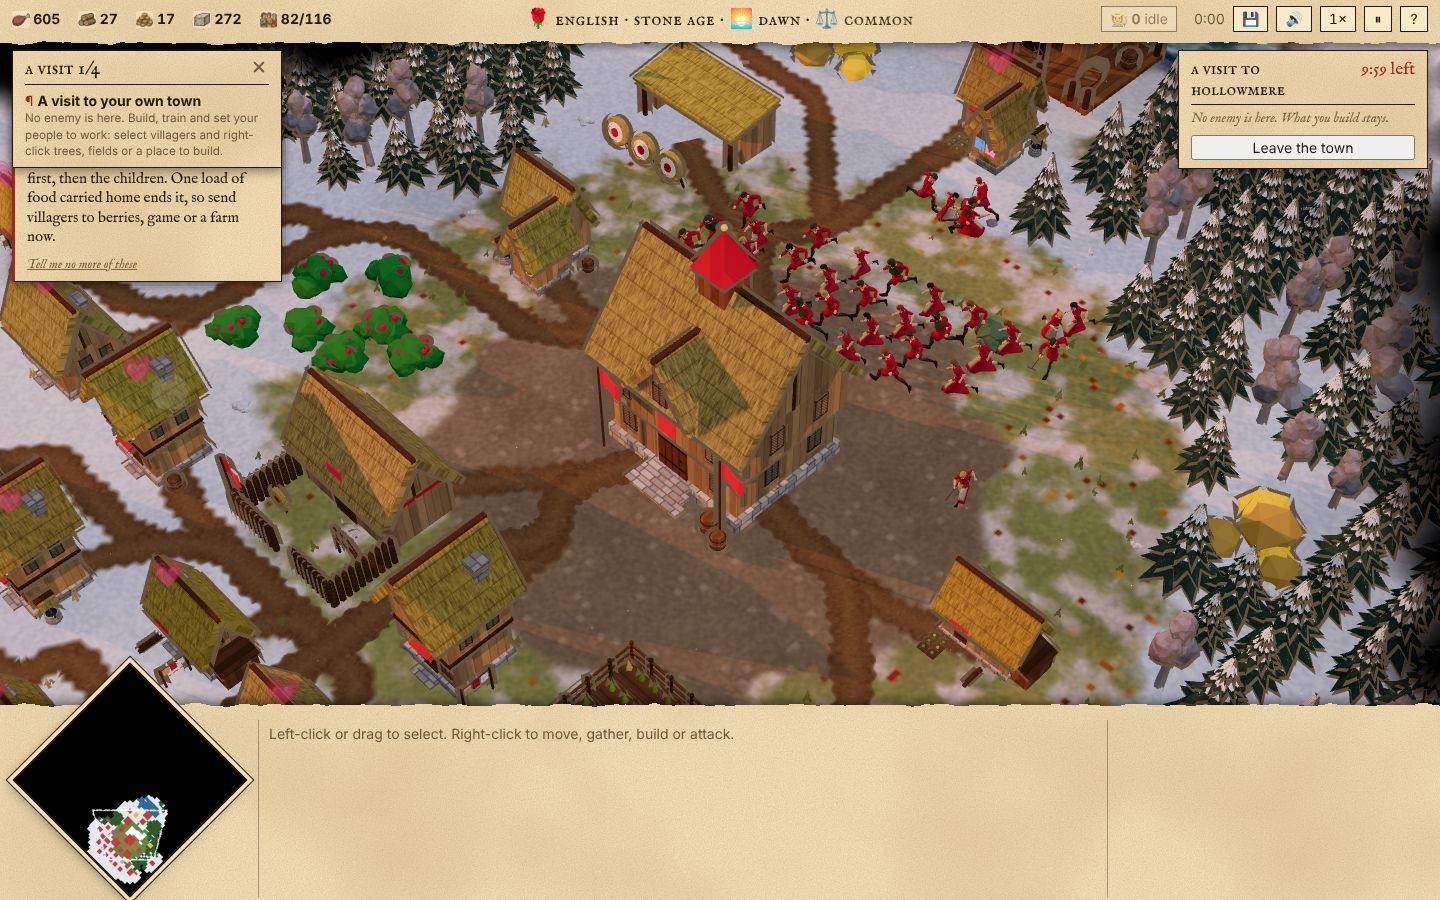 605 27 17 272 82/116
ENGLISH · STONE AGE · DAWN · COMMON
0 idle 0:00 1× ?
A VISIT 1/4
¶ A visit to your own town
No enemy is here. Build, train and set your
people to work: select villagers and right-
click trees, fields or a place to build.
first, then the children. One load of
food carried home ends it, so send
villagers to berries, game or a farm
now.
Tell me no more of these
A VISIT TO
HOLLOWMERE
9:59 left
No enemy is here. What you build stays.
Leave the town
Left-click or drag to select. Right-click to move, gather, build or attack.